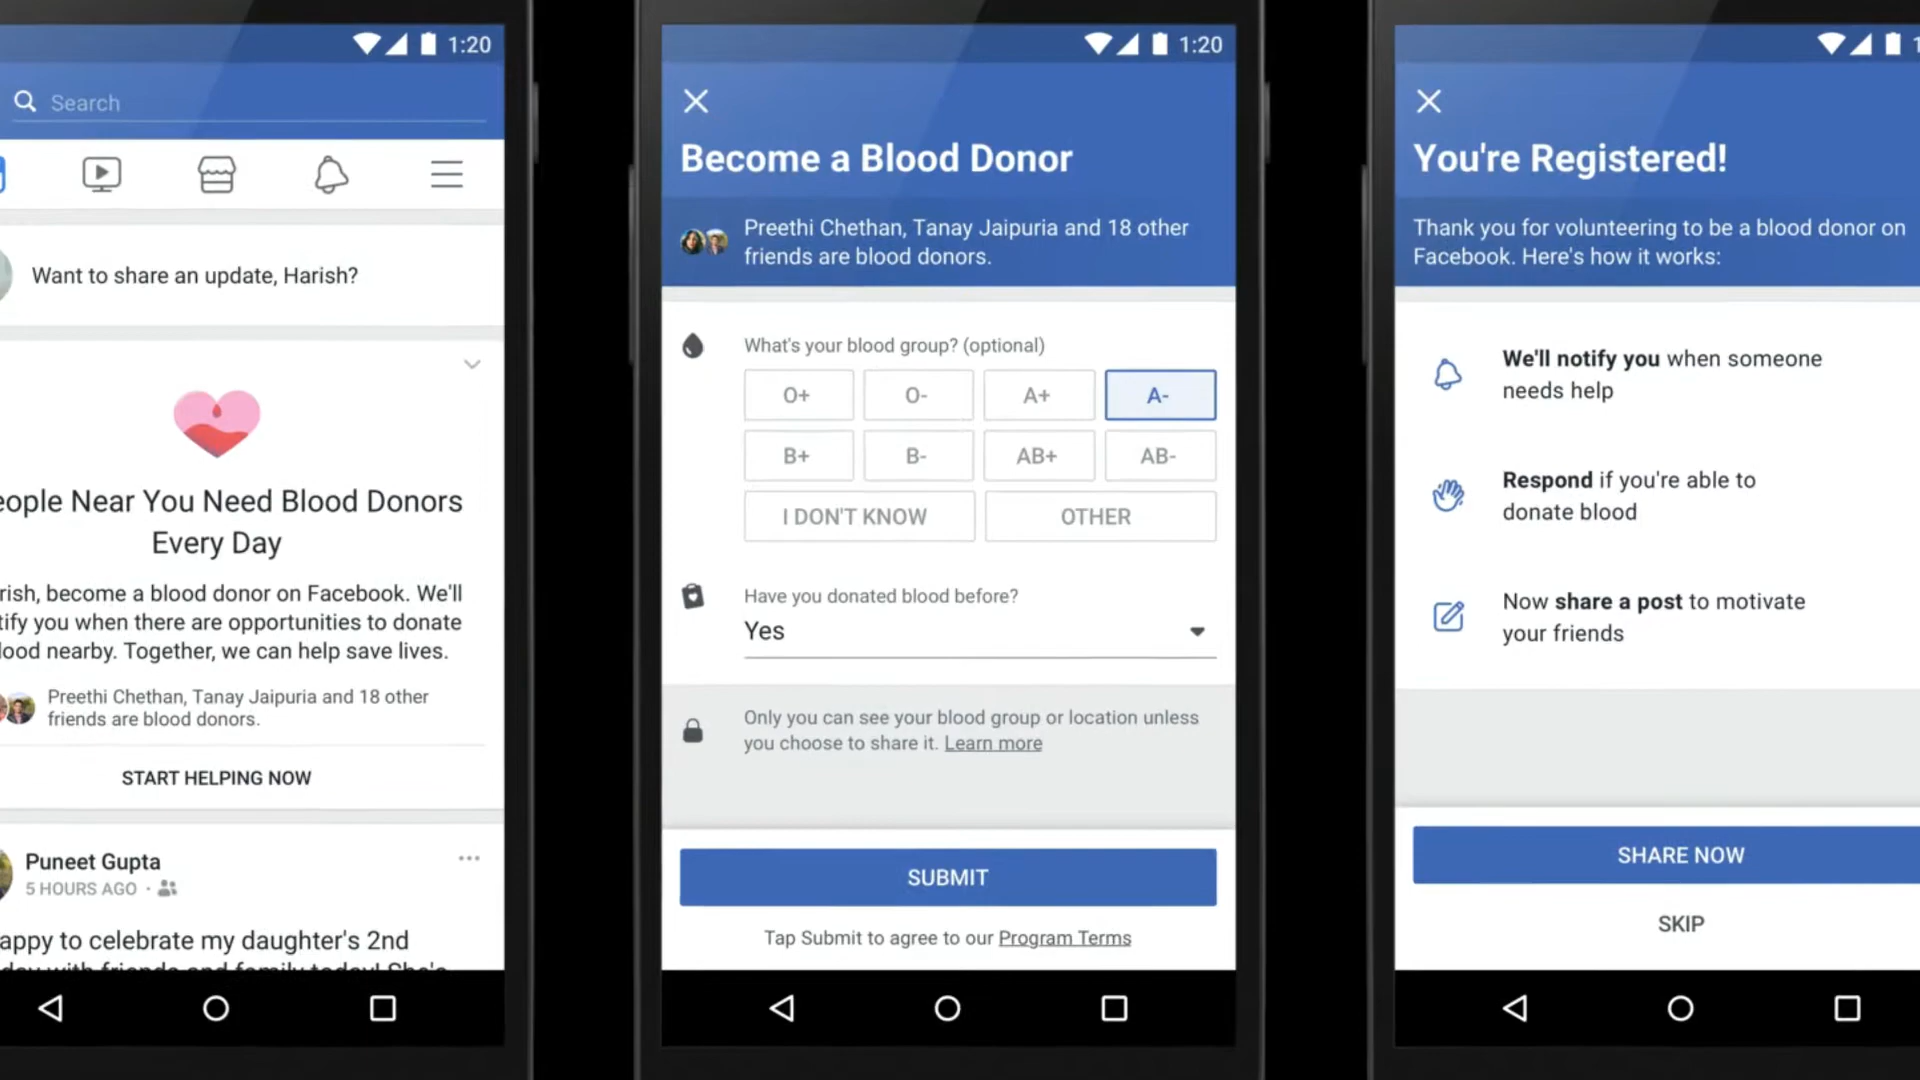 1:20
Search
Want to share an update, Harish?
eople Near You Need Blood Donors
Every Day
rish, become a blood donor on Facebook. We'll
tify you when there are opportunities to donate
lood nearby. Together, we can help save lives.
Preethi Chethan, Tanay Jaipuria and 18 other
friends are blood donors.
START HELPING NOW
Puneet Gupta
5 HOURS AGO ·
appy to celebrate my daughter's 2nd
day with friends and family today! She's
1:20
Become a Blood Donor
Preethi Chethan, Tanay Jaipuria and 18 other
friends are blood donors.
What's your blood group? (optional)
O+ O- A+ A-
B+ B- AB+ AB-
I DON'T KNOW OTHER
Have you donated blood before?
Yes
Only you can see your blood group or location unless
you choose to share it. Learn more
SUBMIT
Tap Submit to agree to our Program Terms
1
You're Registered!
Thank you for volunteering to be a blood donor on
Facebook. Here's how it works:
We'll notify you when someone
needs help
Respond if you're able to
donate blood
Now share a post to motivate
your friends
SHARE NOW
SKIP